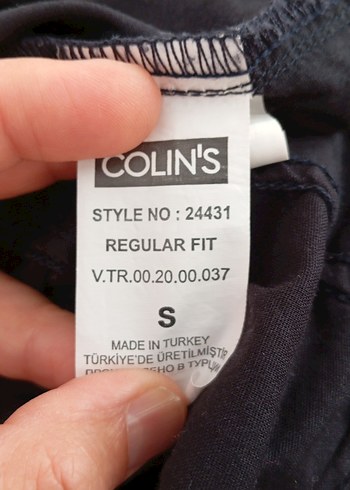 COLIN'S
STYLE NO : 24431
REGULAR FIT
V.TR.00.20.00.037
S
MADE IN TURKEY
TÜRKİYE'DE ÜRETİLMİŞTİR